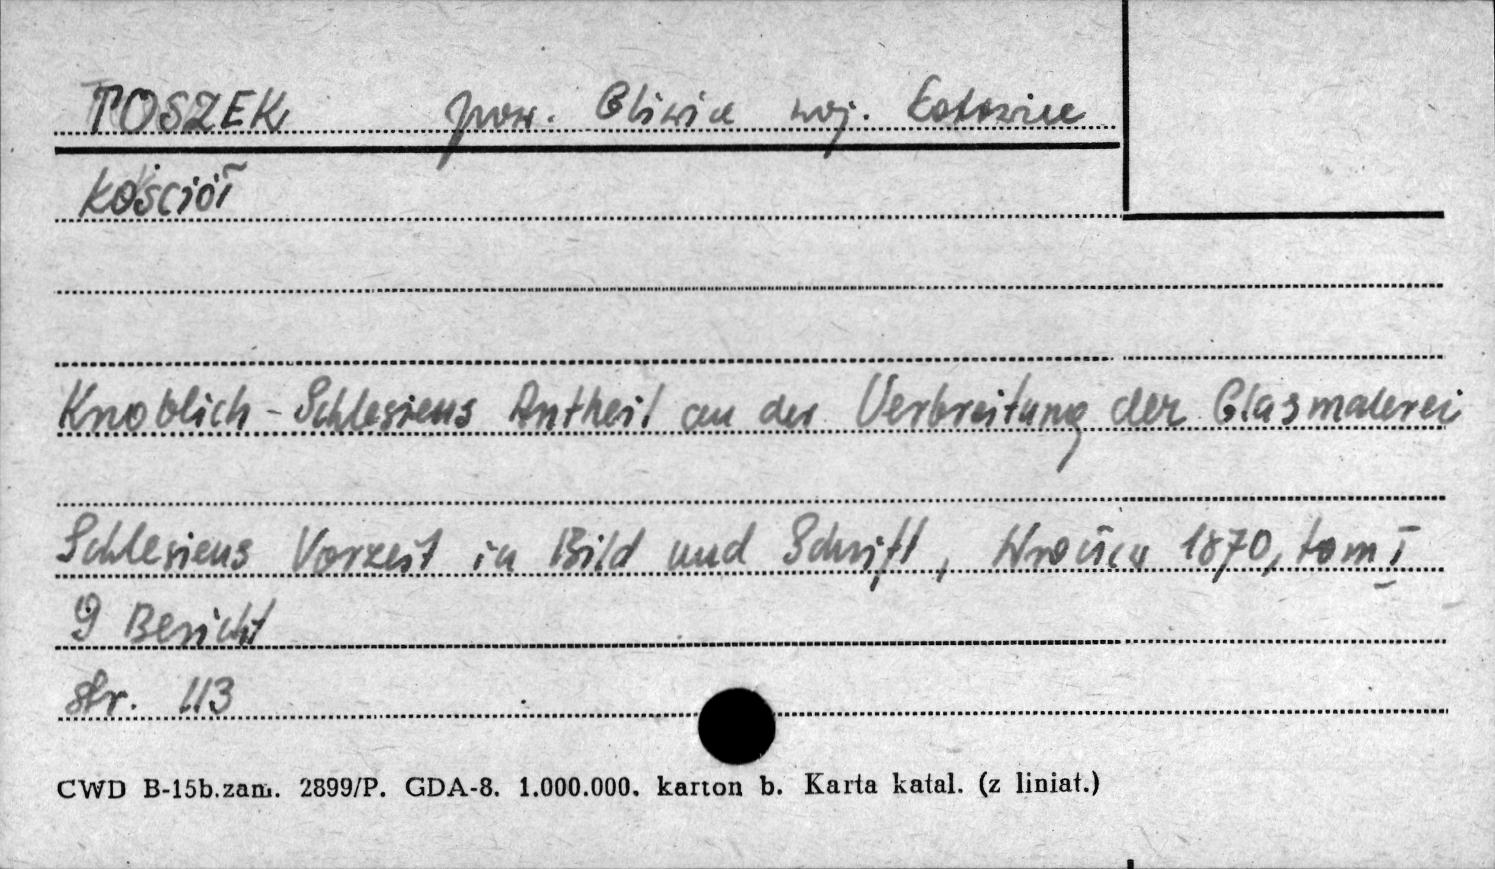 TOSZEK pow. Gliwice woj. Katowice
Kościół
Knoblich - Schlesiens Antheil an der Verbreitung der Glasmalerei
Schlesiens Vorzeit in Bild und Schrift, Wrocław 1870, tom I
9 Bericht
str. 113
CWD B-15b.zam. 2899/P. GDA-8. 1.000.000. karton b. Karta katal. (z liniat.)